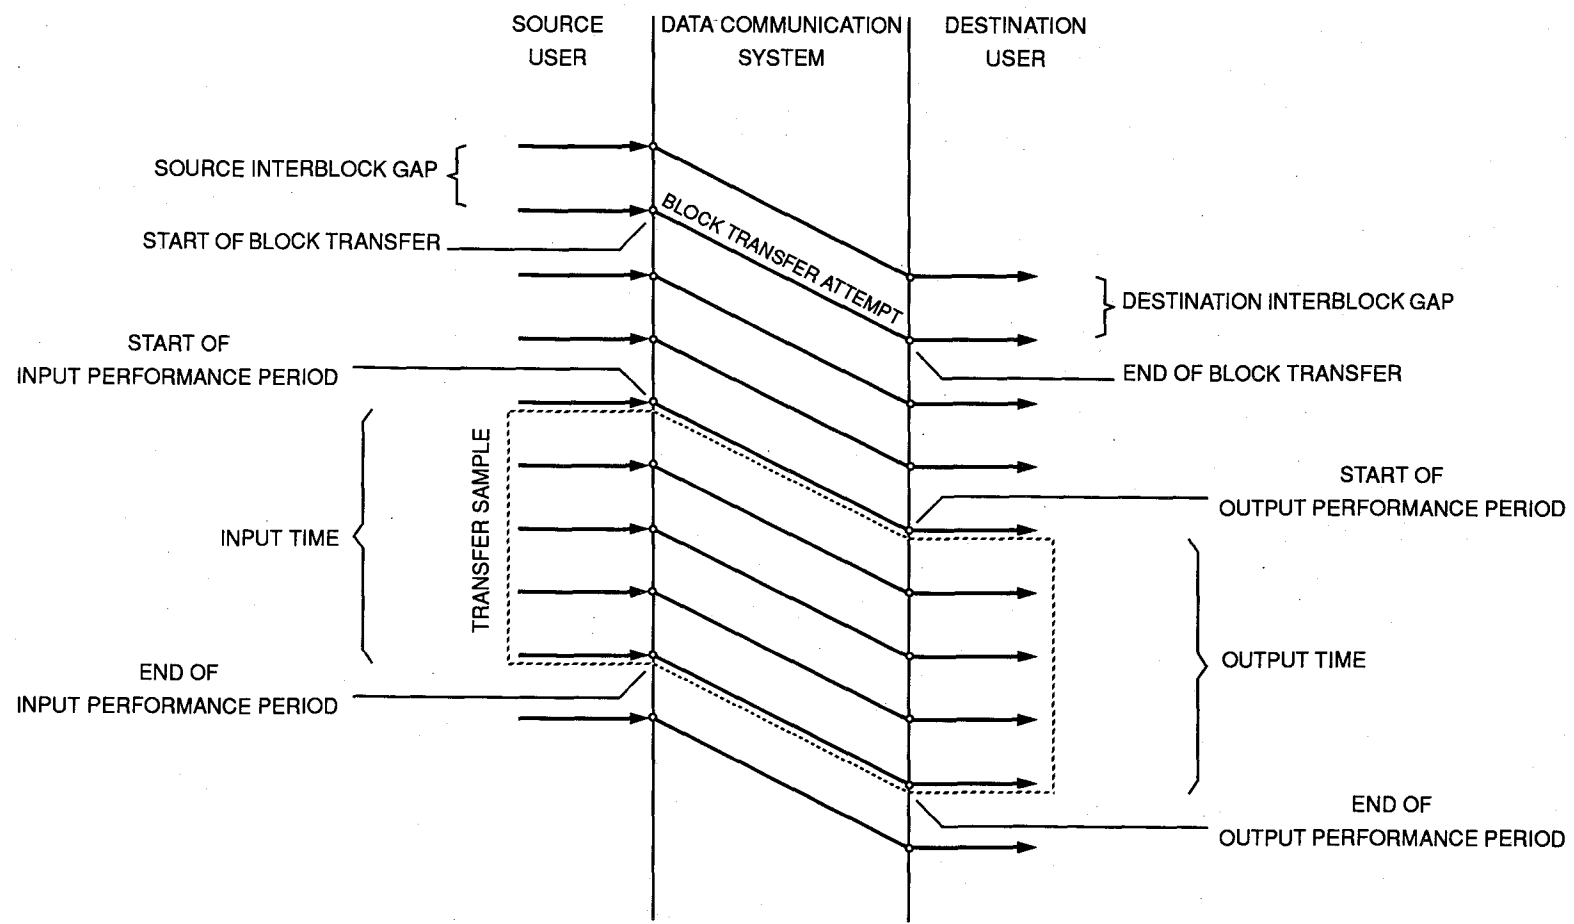 SOURCE
USER
DATA COMMUNICATION
SYSTEM
DESTINATION
USER
SOURCE INTERBLOCK GAP
START OF BLOCK TRANSFER
BLOCK TRANSFER ATTEMPT
DESTINATION INTERBLOCK GAP
END OF BLOCK TRANSFER
START OF
INPUT PERFORMANCE PERIOD
TRANSFER SAMPLE
INPUT TIME
START OF
OUTPUT PERFORMANCE PERIOD
END OF
INPUT PERFORMANCE PERIOD
OUTPUT TIME
END OF
OUTPUT PERFORMANCE PERIOD